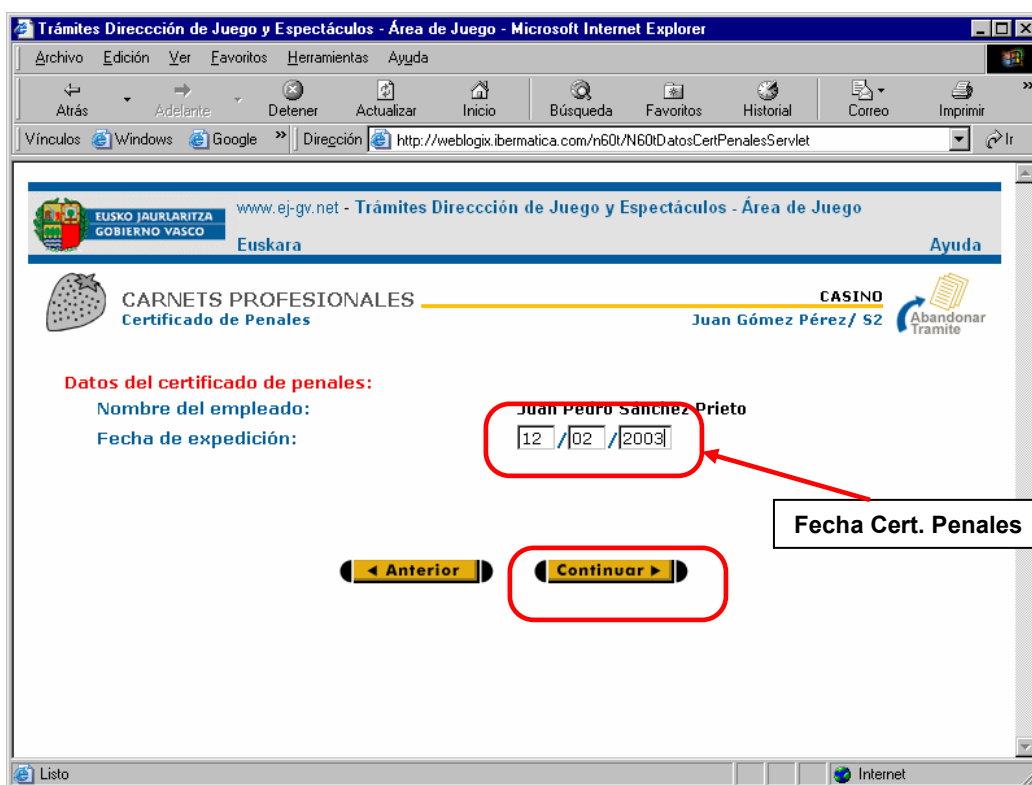 Trámites Direccción de Juego y Espectáculos - Área de Juego - Microsoft Internet Explorer
Archivo Edición Ver Favoritos Herramientas Ayuda
Atrás Adelante Detener Actualizar Inicio Búsqueda Favoritos Historial Correo Imprimir »
Vínculos Windows Google » Dirección http://weblogix.ibermatica.com/n60t/N60tDatosCertPenalesServlet Ir
EUSKO JAURLARITZA
GOBIERNO VASCO
www.ej-gv.net - Trámites Direccción de Juego y Espectáculos - Área de Juego
Euskara Ayuda
CARNETS PROFESIONALES CASINO
Certificado de Penales Juan Gómez Pérez/ S2
Abandonar
Tramite
Datos del certificado de penales:
Nombre del empleado: Juan Pedro Sánchez Prieto
Fecha de expedición: 12 / 02 / 2003
Fecha Cert. Penales
Anterior Continuar
Listo Internet